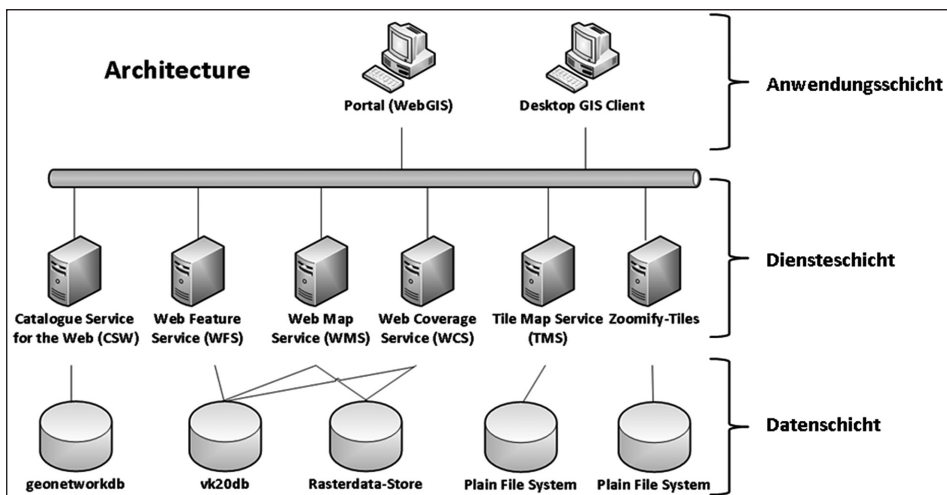 Architecture
Portal (WebGIS)
Desktop GIS Client
Anwendungsschicht
Catalogue Service
for the Web (CSW)
Web Feature
Service (WFS)
Web Map
Service (WMS)
Web Coverage
Service (WCS)
Tile Map Service
(TMS)
Zoomify-Tiles
Diensteschicht
geonetworkdb
vk20db
Rasterdata-Store
Plain File System
Plain File System
Datenschicht